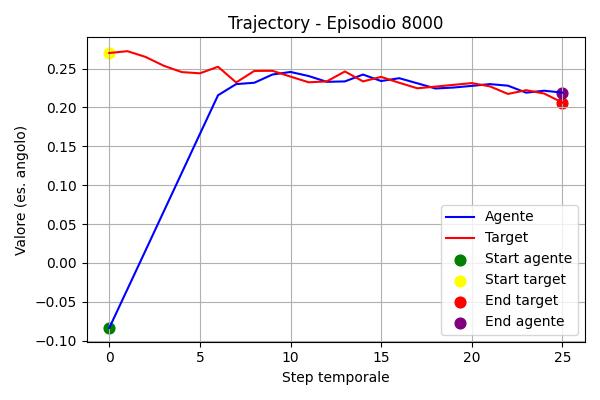 Trajectory - Episodio 8000
Valore (es. angolo)
0.25
0.20
0.15
0.10
0.05
0.00
−0.05
−0.10
0
5
10
15
20
25
Step temporale
Agente
Target
Start agente
Start target
End target
End agente